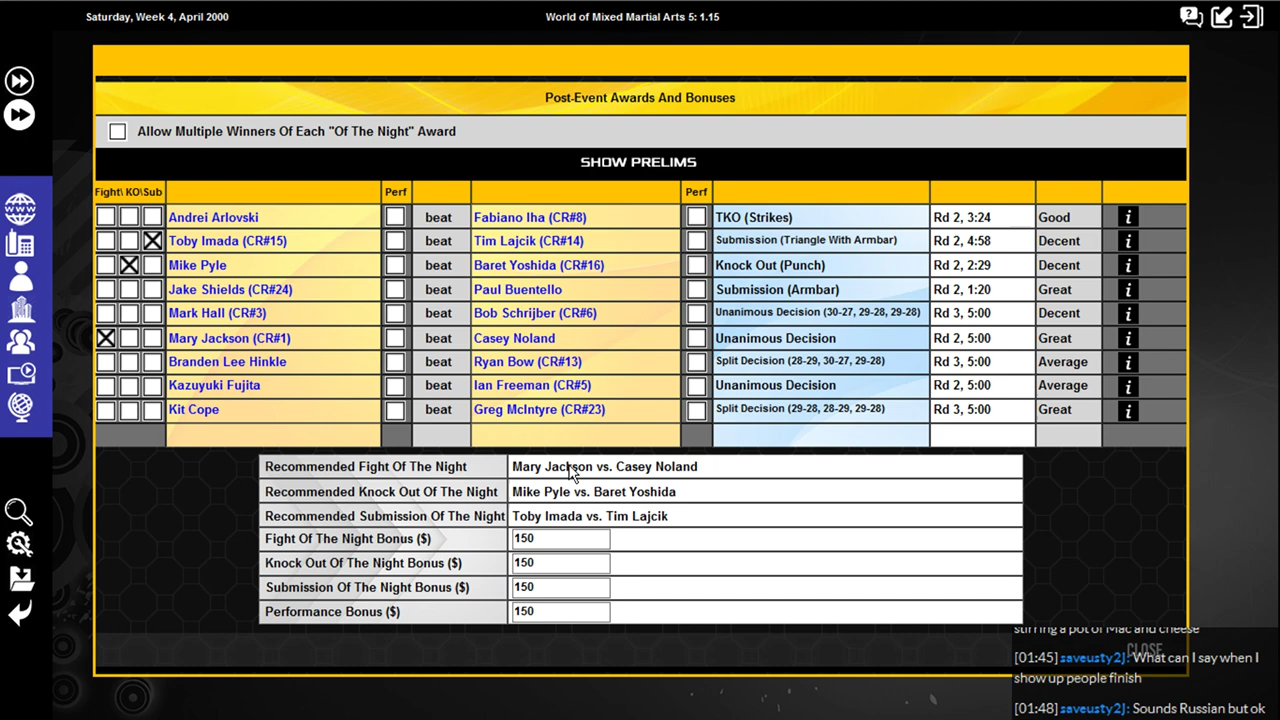 Saturday, Week 4, April 2000
World of Mixed Martial Arts 5: 1.15
Post-Event Awards And Bonuses
Allow Multiple Winners Of Each "Of The Night" Award
SHOW PRELIMS
Fight\ KO\Sub Perf Perf
Andrei Arlovski beat Fabiano Iha (CR#8) TKO (Strikes) Rd 2, 3:24 Good i
Toby Imada (CR#15) beat Tim Lajcik (CR#14) Submission (Triangle With Armbar) Rd 2, 4:58 Decent i
Mike Pyle beat Baret Yoshida (CR#16) Knock Out (Punch) Rd 2, 2:29 Decent i
Jake Shields (CR#24) beat Paul Buentello Submission (Armbar) Rd 2, 1:20 Great i
Mark Hall (CR#3) beat Bob Schrijber (CR#6) Unanimous Decision (30-27, 29-28, 29-28) Rd 3, 5:00 Decent i
Mary Jackson (CR#1) beat Casey Noland Unanimous Decision Rd 2, 5:00 Great i
Branden Lee Hinkle beat Ryan Bow (CR#13) Split Decision (28-29, 30-27, 29-28) Rd 3, 5:00 Average i
Kazuyuki Fujita beat Ian Freeman (CR#5) Unanimous Decision Rd 2, 5:00 Average i
Kit Cope beat Greg McIntyre (CR#23) Split Decision (29-28, 28-29, 29-28) Rd 3, 5:00 Great i
Recommended Fight Of The Night Mary Jackson vs. Casey Noland
Recommended Knock Out Of The Night Mike Pyle vs. Baret Yoshida
Recommended Submission Of The Night Toby Imada vs. Tim Lajcik
Fight Of The Night Bonus ($) 150
Knock Out Of The Night Bonus ($) 150
Submission Of The Night Bonus ($) 150
Performance Bonus ($) 150
CLOSE
stirring a pot of Mac and cheese
[01:45] saveusty2J: What can I say when I
show up people finish
[01:48] saveusty2J: Sounds Russian but ok
WWW